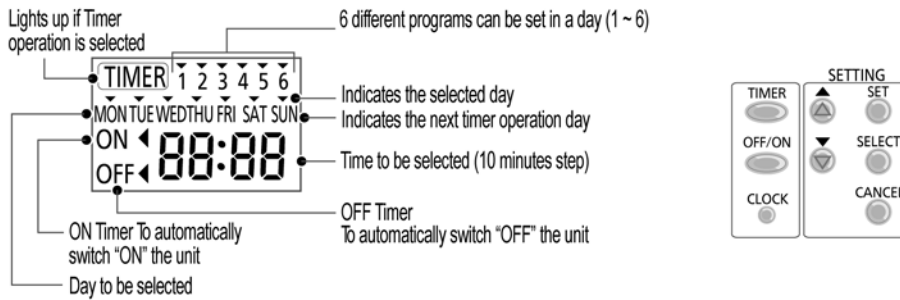 Lights up if Timer
operation is selected
6 different programs can be set in a day (1 ~ 6)
TIMER 1 2 3 4 5 6
MON TUE WED THU FRI SAT SUN
ON
OFF
88:88
Indicates the selected day
Indicates the next timer operation day
Time to be selected (10 minutes step)
OFF Timer
To automatically switch “OFF” the unit
ON Timer To automatically
switch “ON” the unit
Day to be selected
SETTING
TIMER
SET
OFF/ON
SELECT
CLOCK
CANCEL